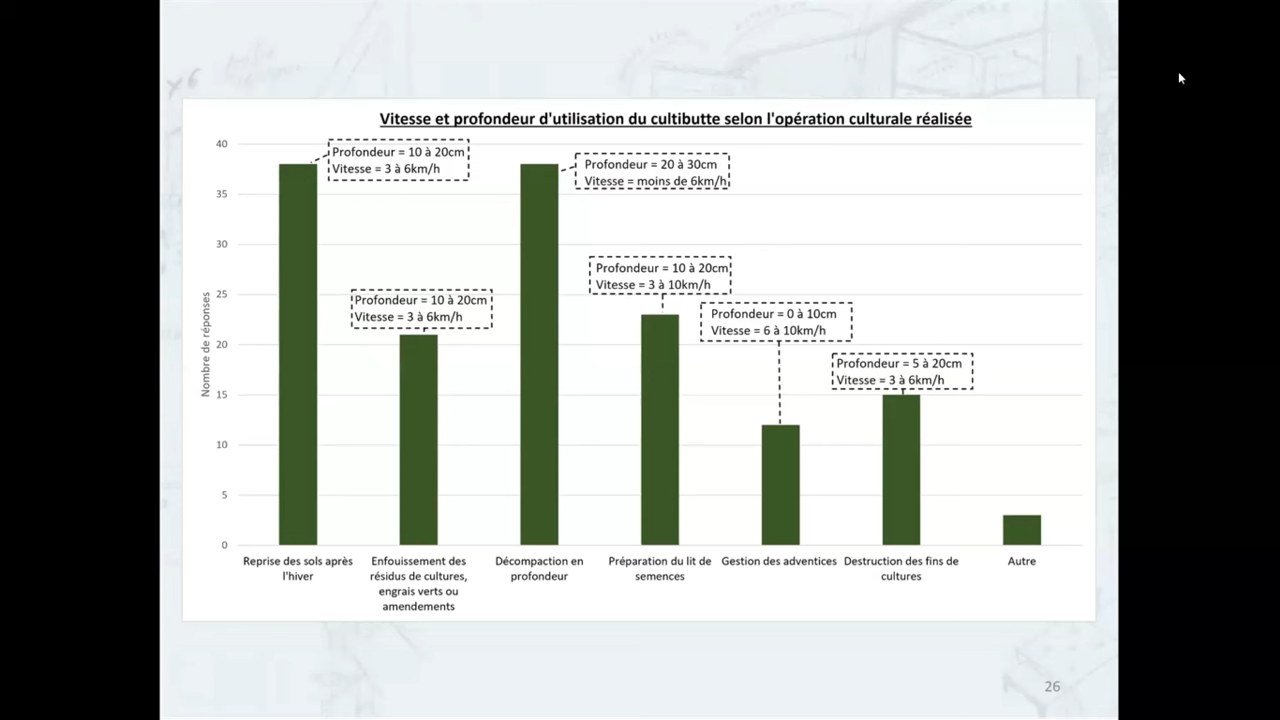 Vitesse et profondeur d'utilisation du cultibutte selon l'opération culturale réalisée
40
35
30
25
20
15
10
5
0
Nombre de réponses
Profondeur = 10 à 20cm
Vitesse = 3 à 6km/h
Profondeur = 10 à 20cm
Vitesse = 3 à 6km/h
Profondeur = 20 à 30cm
Vitesse = moins de 6km/h
Profondeur = 10 à 20cm
Vitesse = 3 à 10km/h
Profondeur = 0 à 10cm
Vitesse = 6 à 10km/h
Profondeur = 5 à 20cm
Vitesse = 3 à 6km/h
Reprise des sols après
l'hiver
Enfouissement des
résidus de cultures,
engrais verts ou
amendements
Décompaction en
profondeur
Préparation du lit de
semences
Gestion des adventices
Destruction des fins de
cultures
Autre
26